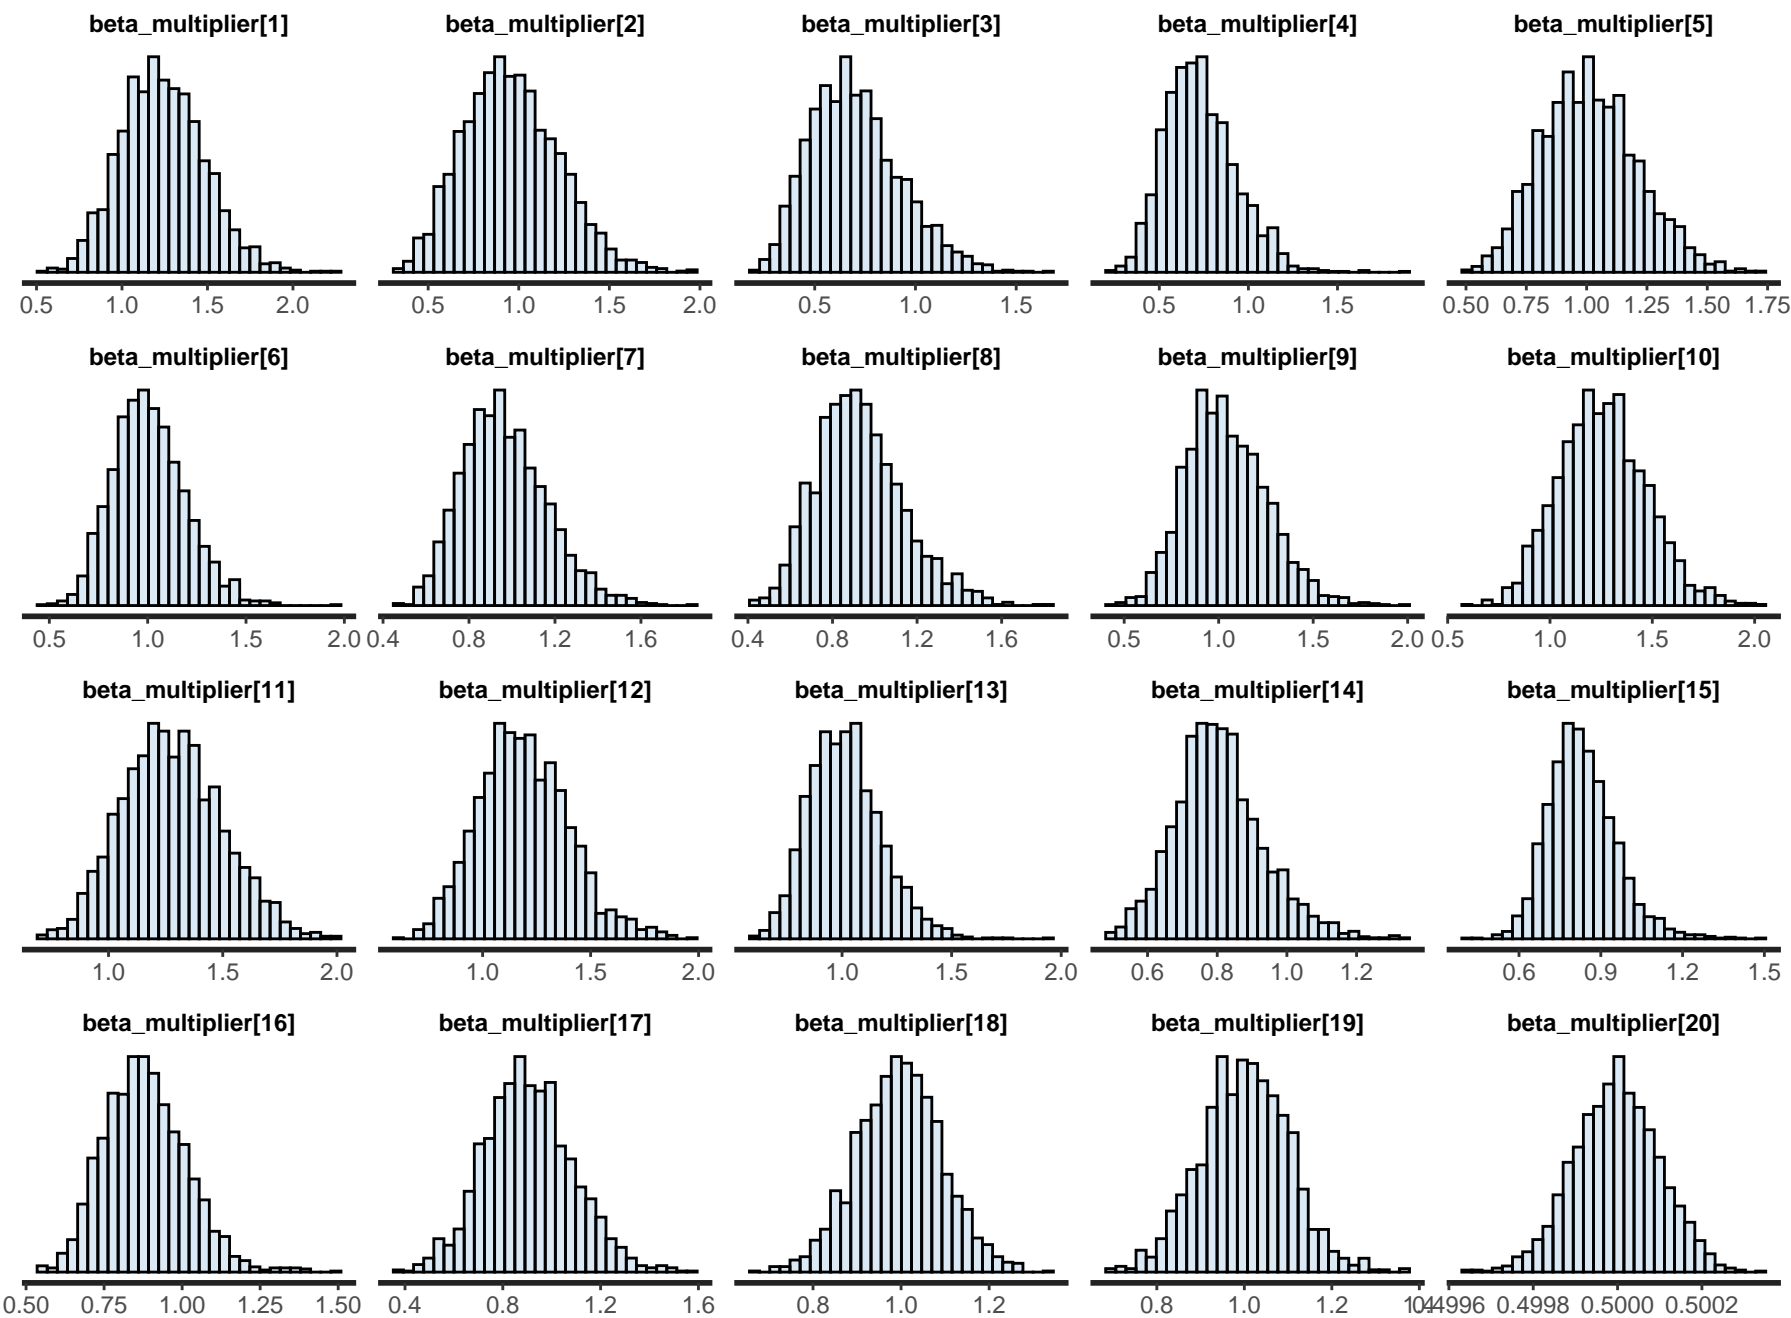 beta_multiplier[1] beta_multiplier[2] beta_multiplier[3] beta_multiplier[4] beta_multiplier[5]
0.5 1.0 1.5 2.0 0.5 1.0 1.5 2.0 0.5 1.0 1.5 0.5 1.0 1.5 0.50 0.75 1.00 1.25 1.50 1.75
beta_multiplier[6] beta_multiplier[7] beta_multiplier[8] beta_multiplier[9] beta_multiplier[10]
0.5 1.0 1.5 2.0 0.4 0.8 1.2 1.6 0.4 0.8 1.2 1.6 0.5 1.0 1.5 2.0 0.5 1.0 1.5 2.0
beta_multiplier[11] beta_multiplier[12] beta_multiplier[13] beta_multiplier[14] beta_multiplier[15]
1.0 1.5 2.0 1.0 1.5 2.0 1.0 1.5 2.0 0.6 0.8 1.0 1.2 0.6 0.9 1.2 1.5
beta_multiplier[16] beta_multiplier[17] beta_multiplier[18] beta_multiplier[19] beta_multiplier[20]
0.50 0.75 1.00 1.25 1.50 0.4 0.8 1.2 1.6 0.8 1.0 1.2 0.8 1.0 1.2 1.4 0.4996 0.4998 0.5000 0.5002